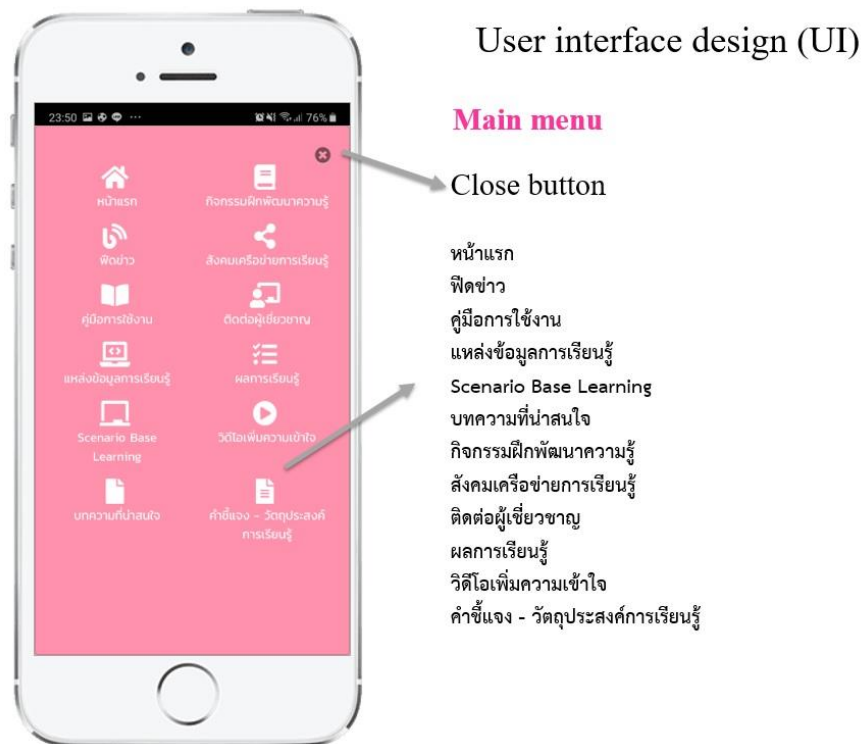 User interface design (UI)
Main menu
Close button
หน้าแรก
ฟีดข่าว
คู่มือการใช้งาน
แหล่งข้อมูลการเรียนรู้
Scenario Base Learning
บทความที่น่าสนใจ
กิจกรรมฝึกพัฒนาความรู้
สังคมเครือข่ายการเรียนรู้
ติดต่อผู้เชี่ยวชาญ
ผลการเรียนรู้
วิดีโอเพิ่มความเข้าใจ
คำชี้แจง - วัตถุประสงค์การเรียนรู้
23:50 76%
หน้าแรก กิจกรรมฝึกพัฒนาความรู้
ฟีดข่าว สังคมเครือข่ายการเรียนรู้
คู่มือการใช้งาน ติดต่อผู้เชี่ยวชาญ
แหล่งข้อมูลการเรียนรู้ ผลการเรียนรู้
Scenario Base วิดีโอเพิ่มความเข้าใจ
Learning
บทความที่น่าสนใจ คำชี้แจง - วัตถุประสงค์
การเรียนรู้